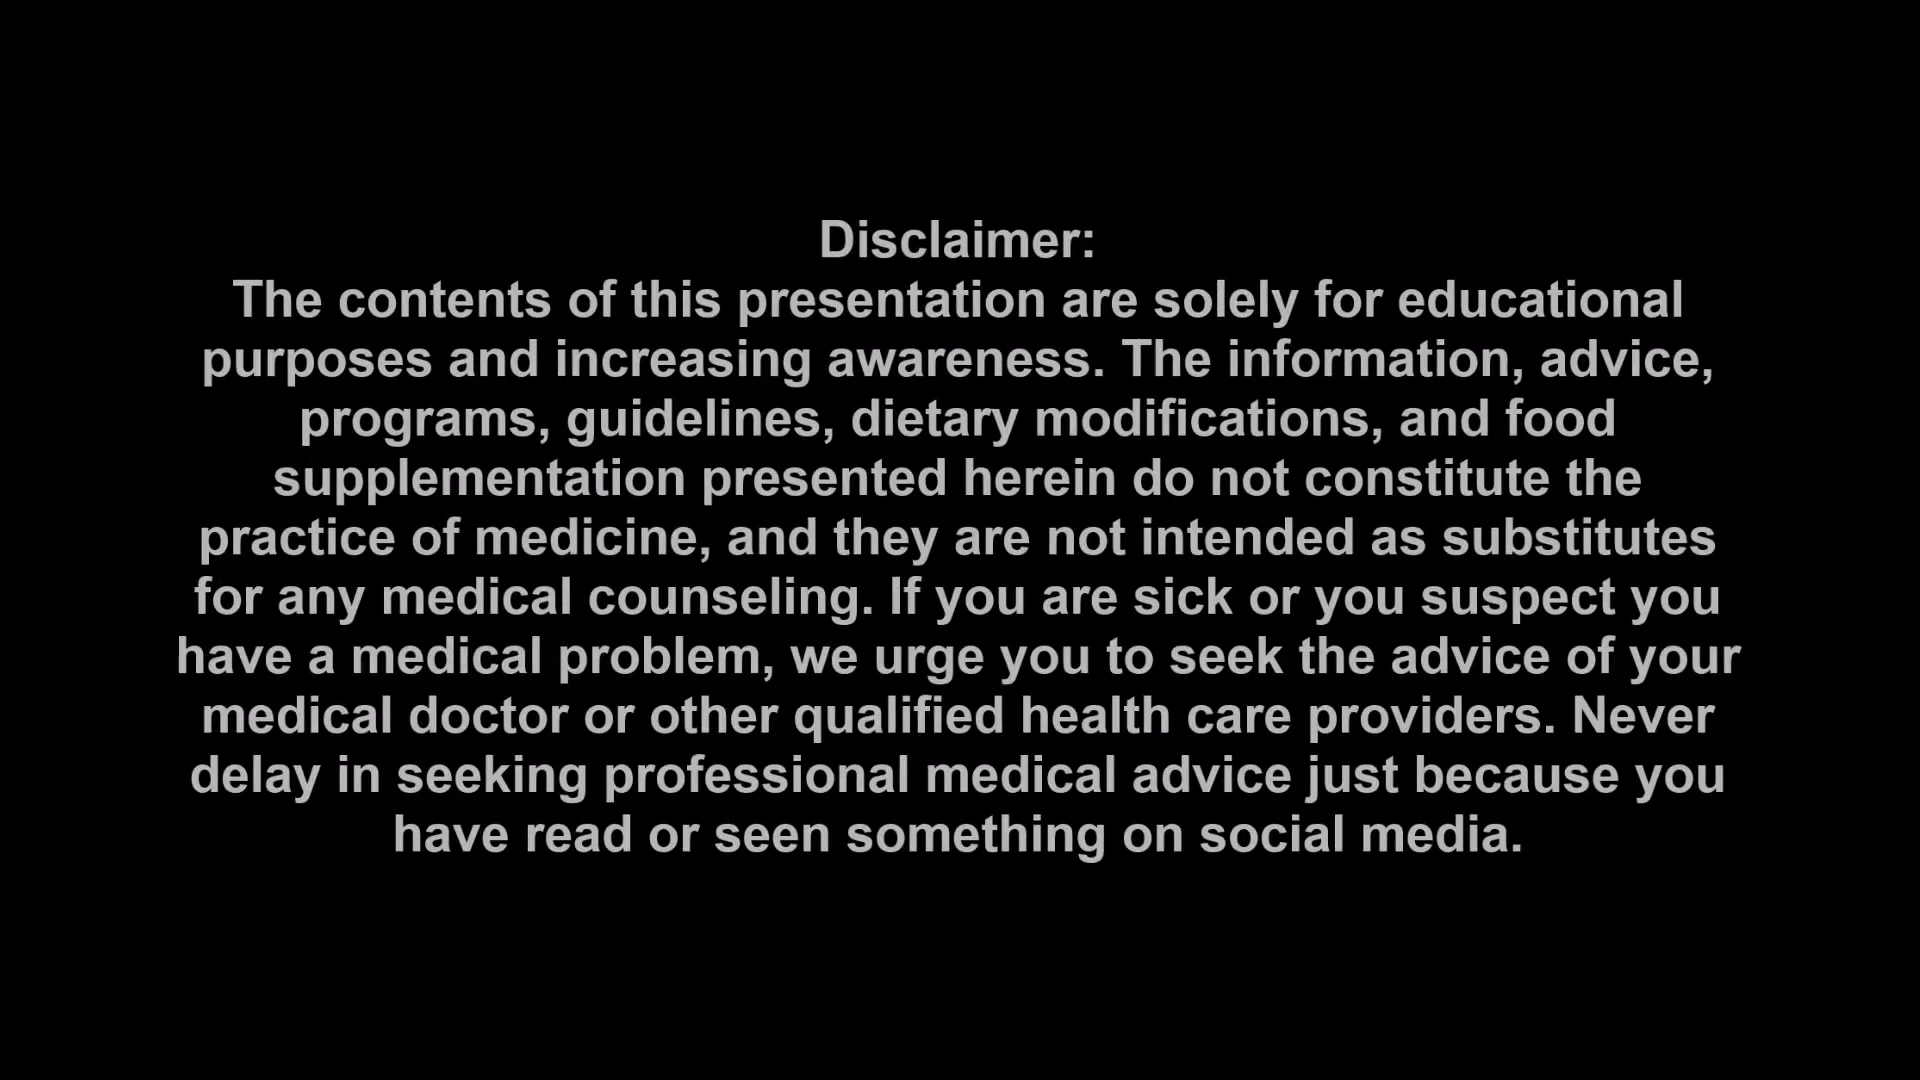 Disclaimer:
The contents of this presentation are solely for educational
purposes and increasing awareness. The information, advice,
programs, guidelines, dietary modifications, and food
supplementation presented herein do not constitute the
practice of medicine, and they are not intended as substitutes
for any medical counseling. If you are sick or you suspect you
have a medical problem, we urge you to seek the advice of your
medical doctor or other qualified health care providers. Never
delay in seeking professional medical advice just because you
have read or seen something on social media.